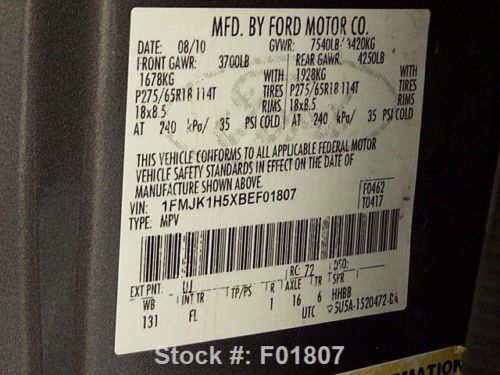 MFD. BY FORD MOTOR CO.
DATE: 08/10 GVWR: 7540LB/3420KG
FRONT GAWR: 3700LB REAR GAWR: 4250LB
1678KG WITH 1928KG WITH
P275/65R18 114T TIRES P275/65R18 114T TIRES
18x8.5 RIMS 18x8.5 RIMS
AT 240 kPa/ 35 PSI COLD AT 240 kPa/ 35 PSI COLD
THIS VEHICLE CONFORMS TO ALL APPLICABLE FEDERAL MOTOR
VEHICLE SAFETY STANDARDS IN EFFECT ON THE DATE OF
MANUFACTURE SHOWN ABOVE.
VIN: 1FMJK1H5XBEF01807 F0462
TYPE: MPV T0417
EXT PNT: UJ RC: 72 DSO:
WB INT TR TP/PS R AXLE TR SPR
131 FL 1 16 6 HHBB
UTC 5U5A-1520472-BA
Stock #: F01807